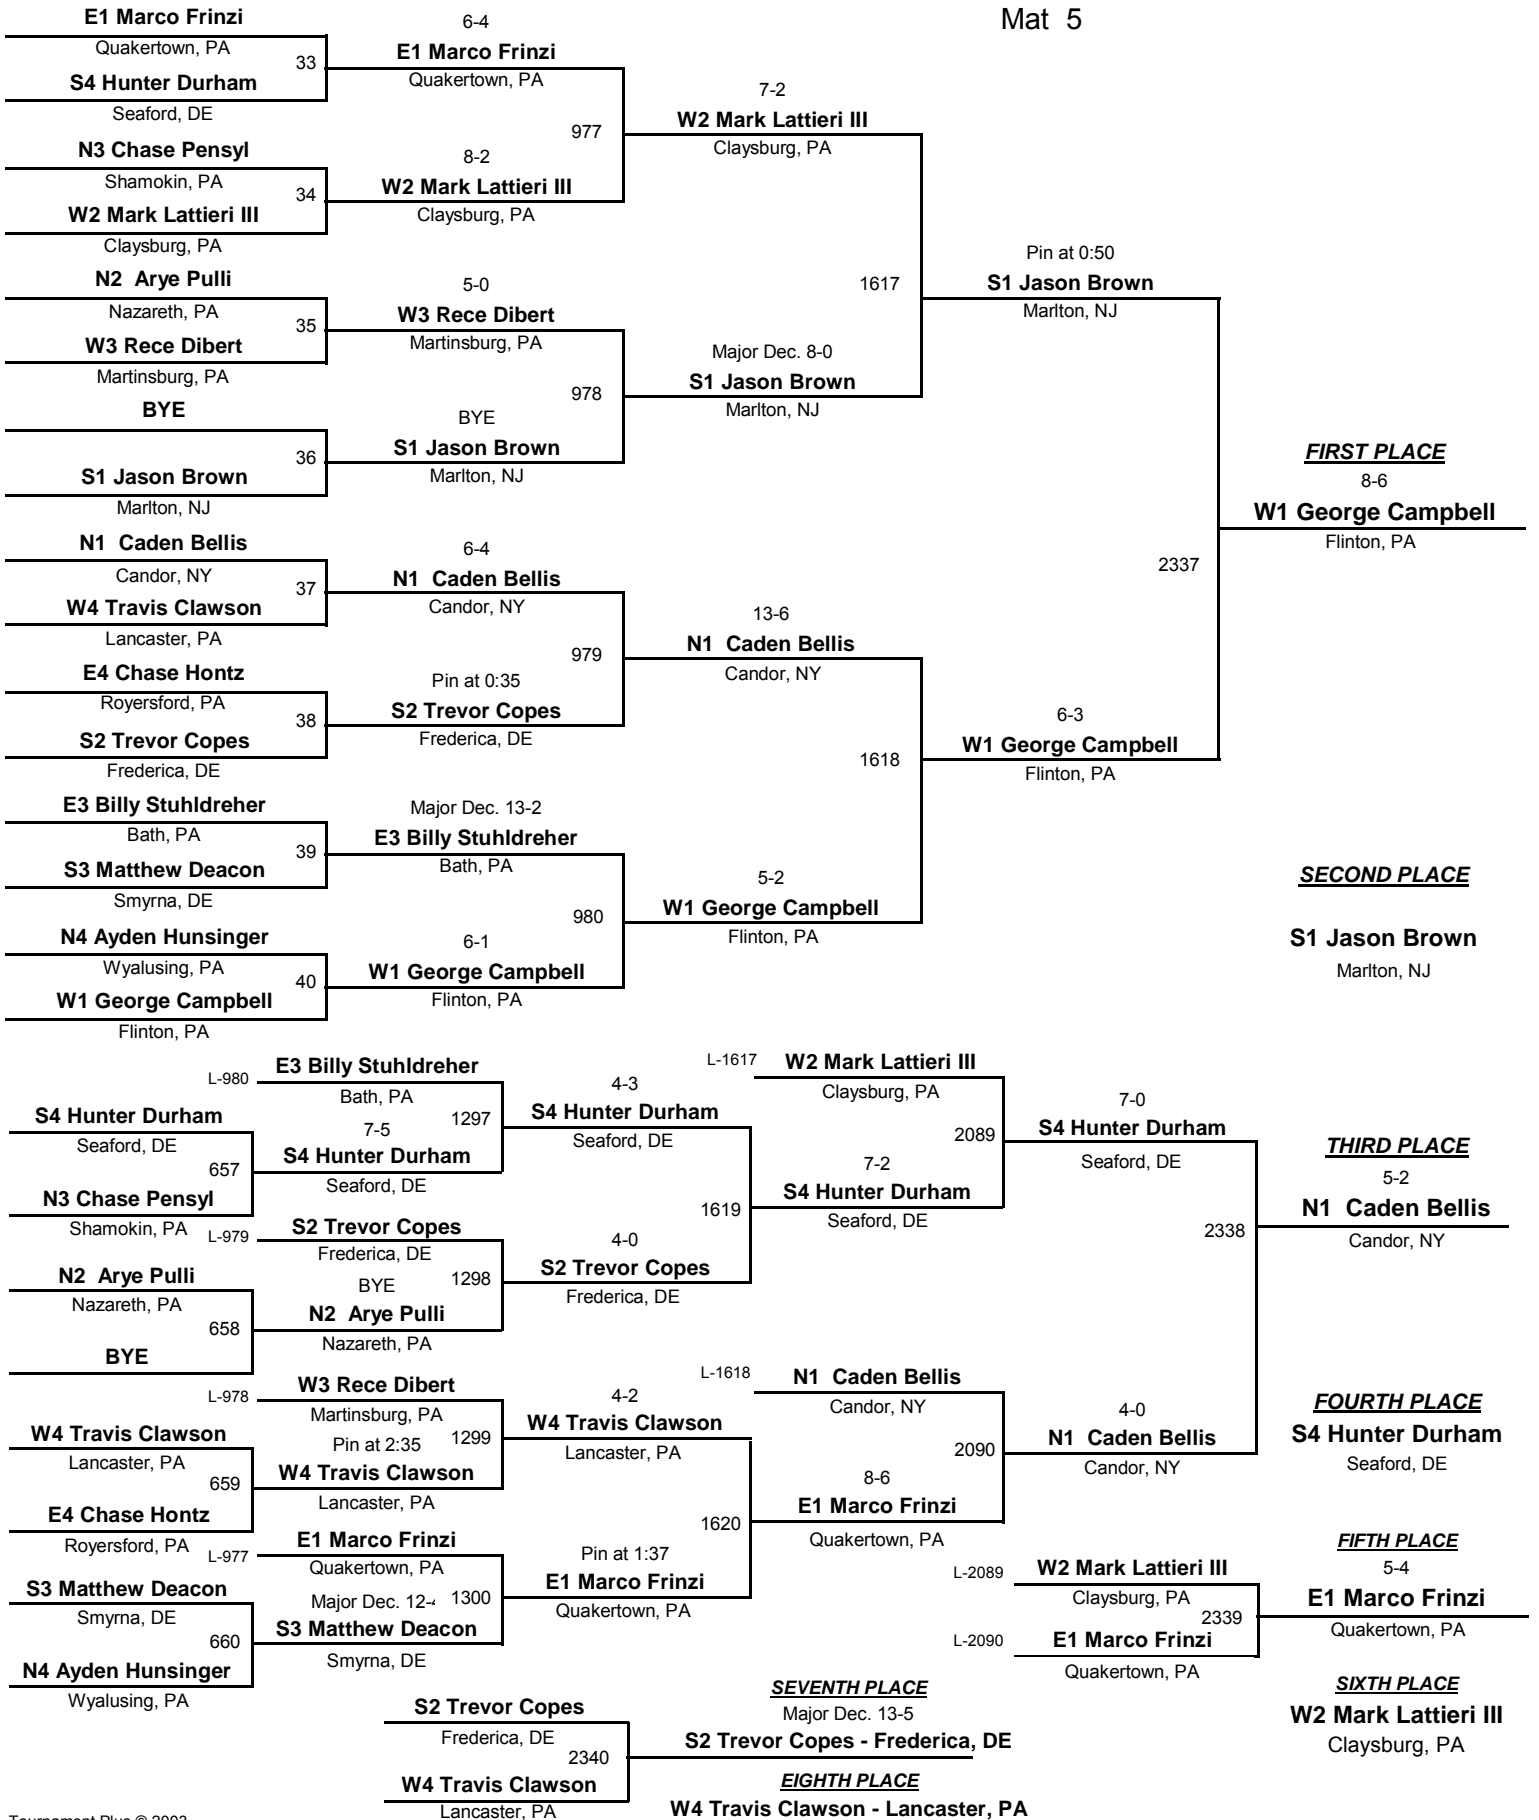 Mat 5
E1 Marco Frinzi
Quakertown, PA
33
S4 Hunter Durham
Seaford, DE
N3 Chase Pensyl
Shamokin, PA
34
W2 Mark Lattieri III
Claysburg, PA
N2 Arye Pulli
Nazareth, PA
35
W3 Rece Dibert
Martinsburg, PA
BYE
36
S1 Jason Brown
Marlton, NJ
N1 Caden Bellis
Candor, NY
37
W4 Travis Clawson
Lancaster, PA
E4 Chase Hontz
Royersford, PA
38
S2 Trevor Copes
Frederica, DE
E3 Billy Stuhldreher
Bath, PA
39
S3 Matthew Deacon
Smyrna, DE
N4 Ayden Hunsinger
Wyalusing, PA
40
W1 George Campbell
Flinton, PA
6-4
E1 Marco Frinzi
Quakertown, PA
977
8-2
W2 Mark Lattieri III
Claysburg, PA
5-0
W3 Rece Dibert
Martinsburg, PA
978
BYE
S1 Jason Brown
Marlton, NJ
6-4
N1 Caden Bellis
Candor, NY
979
Pin at 0:35
S2 Trevor Copes
Frederica, DE
Major Dec. 13-2
E3 Billy Stuhldreher
Bath, PA
980
6-1
W1 George Campbell
Flinton, PA
7-2
W2 Mark Lattieri III
Claysburg, PA
1617
Major Dec. 8-0
S1 Jason Brown
Marlton, NJ
13-6
N1 Caden Bellis
Candor, NY
1618
5-2
W1 George Campbell
Flinton, PA
Pin at 0:50
S1 Jason Brown
Marlton, NJ
2337
6-3
W1 George Campbell
Flinton, PA
FIRST PLACE
8-6
W1 George Campbell
Flinton, PA
SECOND PLACE
S1 Jason Brown
Marlton, NJ
S4 Hunter Durham
Seaford, DE
657
N3 Chase Pensyl
Shamokin, PA
N2 Arye Pulli
Nazareth, PA
658
BYE
W4 Travis Clawson
Lancaster, PA
659
E4 Chase Hontz
Royersford, PA
S3 Matthew Deacon
Smyrna, DE
660
N4 Ayden Hunsinger
Wyalusing, PA
L-980
E3 Billy Stuhldreher
Bath, PA
7-5
1297
S4 Hunter Durham
Seaford, DE
L-979
S2 Trevor Copes
Frederica, DE
BYE
1298
N2 Arye Pulli
Nazareth, PA
L-978
W3 Rece Dibert
Martinsburg, PA
Pin at 2:35
1299
W4 Travis Clawson
Lancaster, PA
L-977
E1 Marco Frinzi
Quakertown, PA
Major Dec. 12-
1300
S3 Matthew Deacon
Smyrna, DE
4-3
S4 Hunter Durham
Seaford, DE
1619
4-0
S2 Trevor Copes
Frederica, DE
4-2
W4 Travis Clawson
Lancaster, PA
1620
Pin at 1:37
E1 Marco Frinzi
Quakertown, PA
L-1617
W2 Mark Lattieri III
Claysburg, PA
2089
7-2
S4 Hunter Durham
Seaford, DE
L-1618
N1 Caden Bellis
Candor, NY
2090
8-6
E1 Marco Frinzi
Quakertown, PA
7-0
S4 Hunter Durham
Seaford, DE
2338
4-0
N1 Caden Bellis
Candor, NY
THIRD PLACE
5-2
N1 Caden Bellis
Candor, NY
FOURTH PLACE
S4 Hunter Durham
Seaford, DE
L-2089
W2 Mark Lattieri III
Claysburg, PA
2339
L-2090
E1 Marco Frinzi
Quakertown, PA
FIFTH PLACE
5-4
E1 Marco Frinzi
Quakertown, PA
SIXTH PLACE
W2 Mark Lattieri III
Claysburg, PA
S2 Trevor Copes
Frederica, DE
2340
W4 Travis Clawson
Lancaster, PA
SEVENTH PLACE
Major Dec. 13-5
S2 Trevor Copes - Frederica, DE
EIGHTH PLACE
W4 Travis Clawson - Lancaster, PA
Tournament Plus © 2003